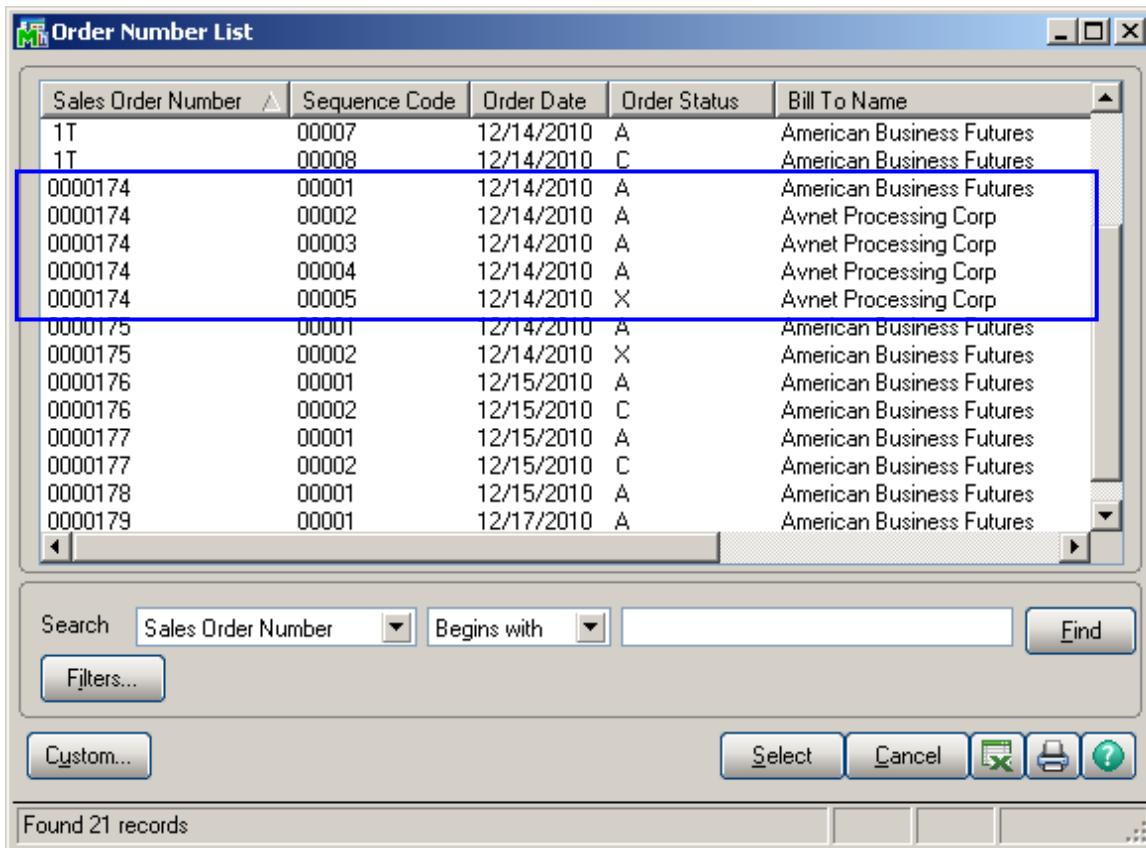 Order Number List
Sales Order Number Sequence Code Order Date Order Status Bill To Name
1T 00007 12/14/2010 A American Business Futures
1T 00008 12/14/2010 C American Business Futures
0000174 00001 12/14/2010 A American Business Futures
0000174 00002 12/14/2010 A Avnet Processing Corp
0000174 00003 12/14/2010 A Avnet Processing Corp
0000174 00004 12/14/2010 A Avnet Processing Corp
0000174 00005 12/14/2010 X Avnet Processing Corp
0000175 00001 12/14/2010 A American Business Futures
0000175 00002 12/14/2010 X American Business Futures
0000176 00001 12/15/2010 A American Business Futures
0000176 00002 12/15/2010 C American Business Futures
0000177 00001 12/15/2010 A American Business Futures
0000177 00002 12/15/2010 C American Business Futures
0000178 00001 12/15/2010 A American Business Futures
0000179 00001 12/17/2010 A American Business Futures
Search Sales Order Number Begins with Find
Filters...
Custom... Select Cancel
Found 21 records